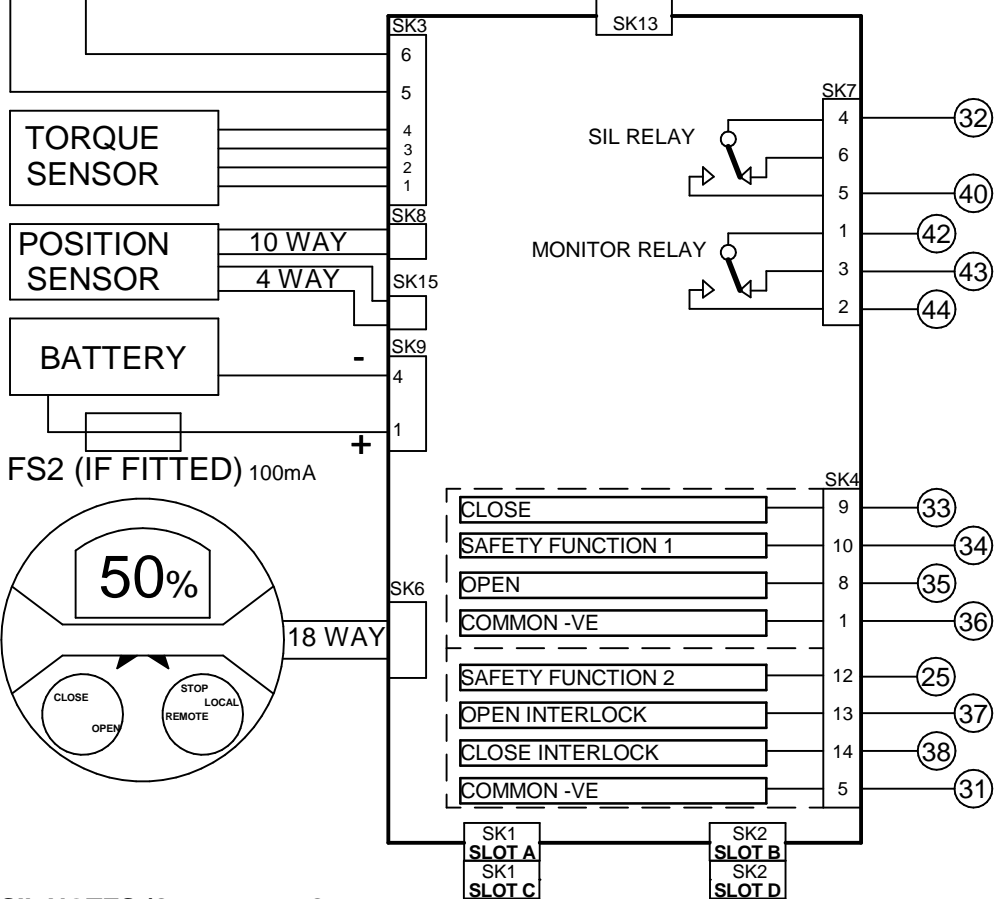 SK3
SK13
6
5
SK7
TORQUE
SENSOR
4
3
2
1
SIL RELAY
4
32
6
5
40
SK8
POSITION
SENSOR
10 WAY
4 WAY
SK15
MONITOR RELAY
1
42
3
43
2
44
BATTERY
-
SK9
4
1
+
FS2 (IF FITTED) 100mA
SK4
CLOSE
9
33
SAFETY FUNCTION 1
10
34
OPEN
8
35
COMMON -VE
1
36
SAFETY FUNCTION 2
12
25
OPEN INTERLOCK
13
37
CLOSE INTERLOCK
14
38
COMMON -VE
5
31
50%
SK6
18 WAY
CLOSE
OPEN
STOP
LOCAL
REMOTE
SK1
SLOT A
SK1
SLOT C
SK2
SLOT B
SK2
SLOT D